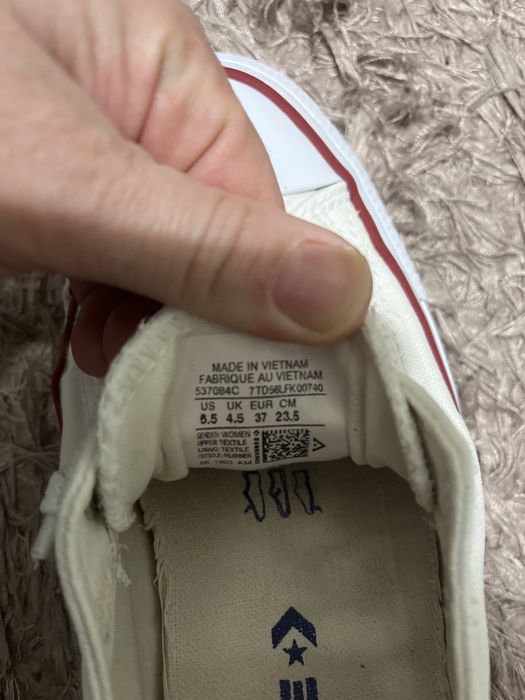 MADE IN VIETNAM
FABRIQUE AU VIETNAM
537084C 7TD56LFK00740
US UK EUR CM
6.5 4.5 37 23.5
GENDER: WOMEN
UPPER: TEXTILE
LINING: TEXTILE
OUTSOLE: RUBBER